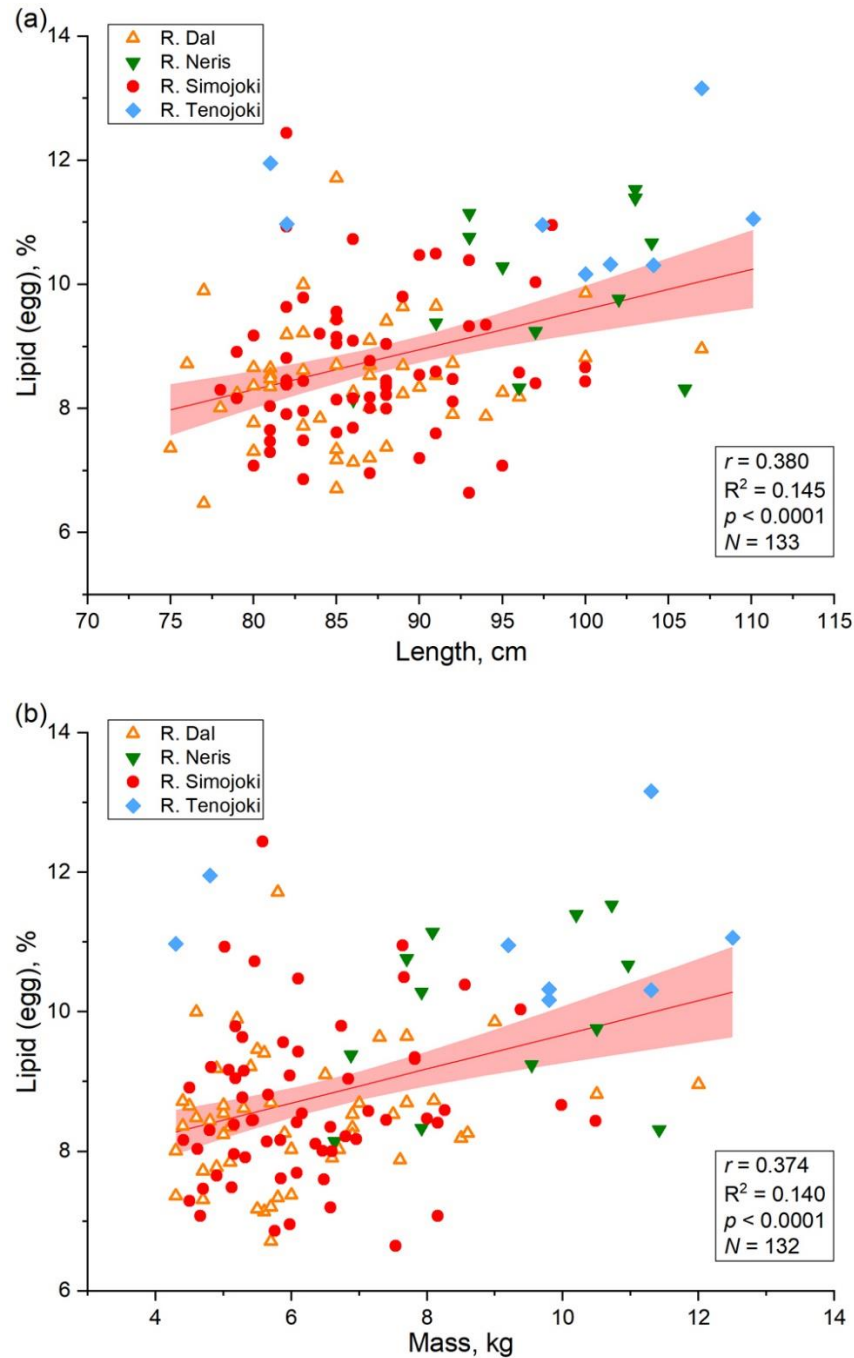 (a)
R. Dal
R. Neris
R. Simojoki
R. Tenojoki
14
12
10
8
6
Lipid (egg), %
r = 0.380
R² = 0.145
p < 0.0001
N = 133
70 75 80 85 90 95 100 105 110 115
Length, cm
(b)
R. Dal
R. Neris
R. Simojoki
R. Tenojoki
14
12
10
8
6
Lipid (egg), %
r = 0.374
R² = 0.140
p < 0.0001
N = 132
4 6 8 10 12 14
Mass, kg